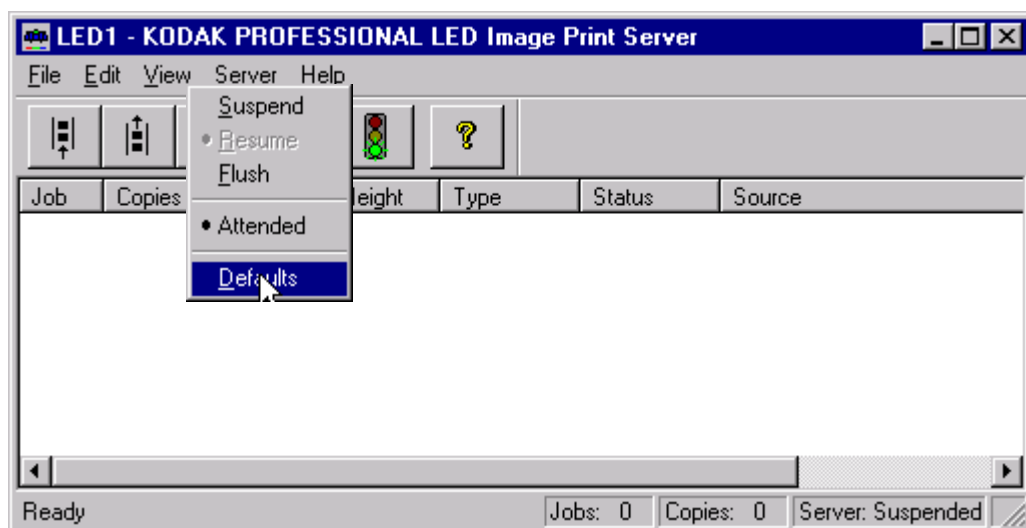 LED1 - KODAK PROFESSIONAL LED Image Print Server
File Edit View Server Help
Suspend
Resume
Flush
Attended
Defaults
Job Copies eight Type Status Source
Ready Jobs: 0 Copies: 0 Server: Suspended